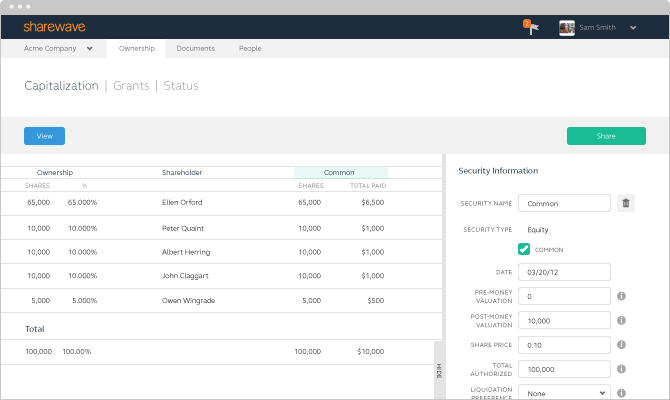 sharewave
2
Sam Smith
Acme Company Ownership Documents People
Capitalization | Grants | Status
View Share
Ownership Shareholder Common
SHARES % SHARES TOTAL PAID
65,000 65.000% Ellen Orford 65,000 $6,500
10,000 10.000% Peter Quaint 10,000 $1,000
10,000 10.000% Albert Herring 10,000 $1,000
10,000 10.000% John Claggart 10,000 $1,000
5,000 5.000% Owen Wingrade 5,000 $500
Total
100,000 100.00% 100,000 $10,000
HIDE
Security Information
SECURITY NAME Common
SECURITY TYPE Equity
COMMON
DATE 03/20/12
PRE-MONEY
VALUATION 0
POST-MONEY
VALUATION 10,000
SHARE PRICE 0.10
TOTAL
AUTHORIZED 100,000
LIQUIDATION
PREFERENCE None